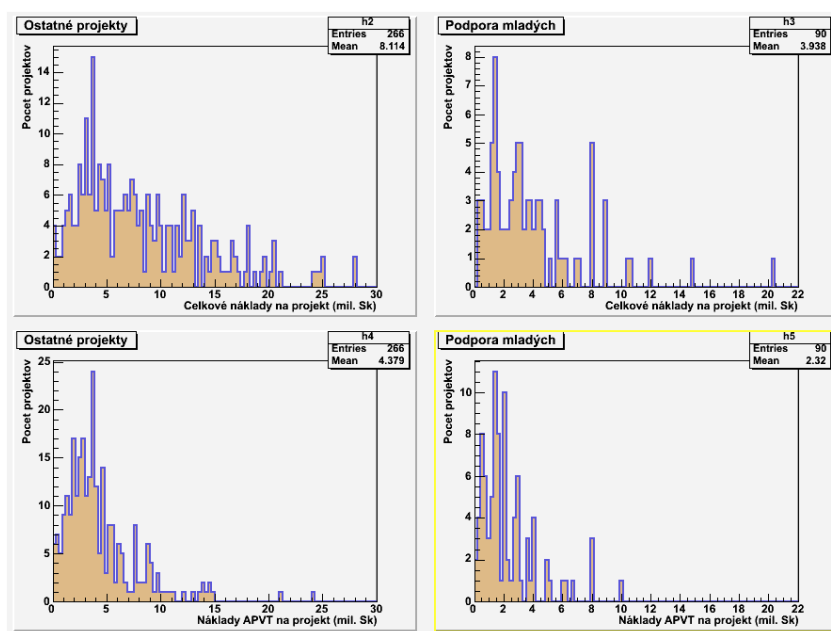 Ostatné projekty
h2
Entries 266
Mean 8.114
Pocet projektov
14
12
10
8
6
4
2
0
0 5 10 15 20 25 30
Celkové náklady na projekt (mil. Sk)
Podpora mladých
h3
Entries 90
Mean 3.938
Pocet projektov
8
7
6
5
4
3
2
1
0
0 2 4 6 8 10 12 14 16 18 20 22
Celkové náklady na projekt (mil. Sk)
Ostatné projekty
h4
Entries 266
Mean 4.379
Pocet projektov
25
20
15
10
5
0
0 5 10 15 20 25 30
Náklady APVT na projekt (mil. Sk)
Podpora mladých
h5
Entries 90
Mean 2.32
Pocet projektov
10
8
6
4
2
0
0 2 4 6 8 10 12 14 16 18 20 22
Náklady APVT na projekt (mil. Sk)